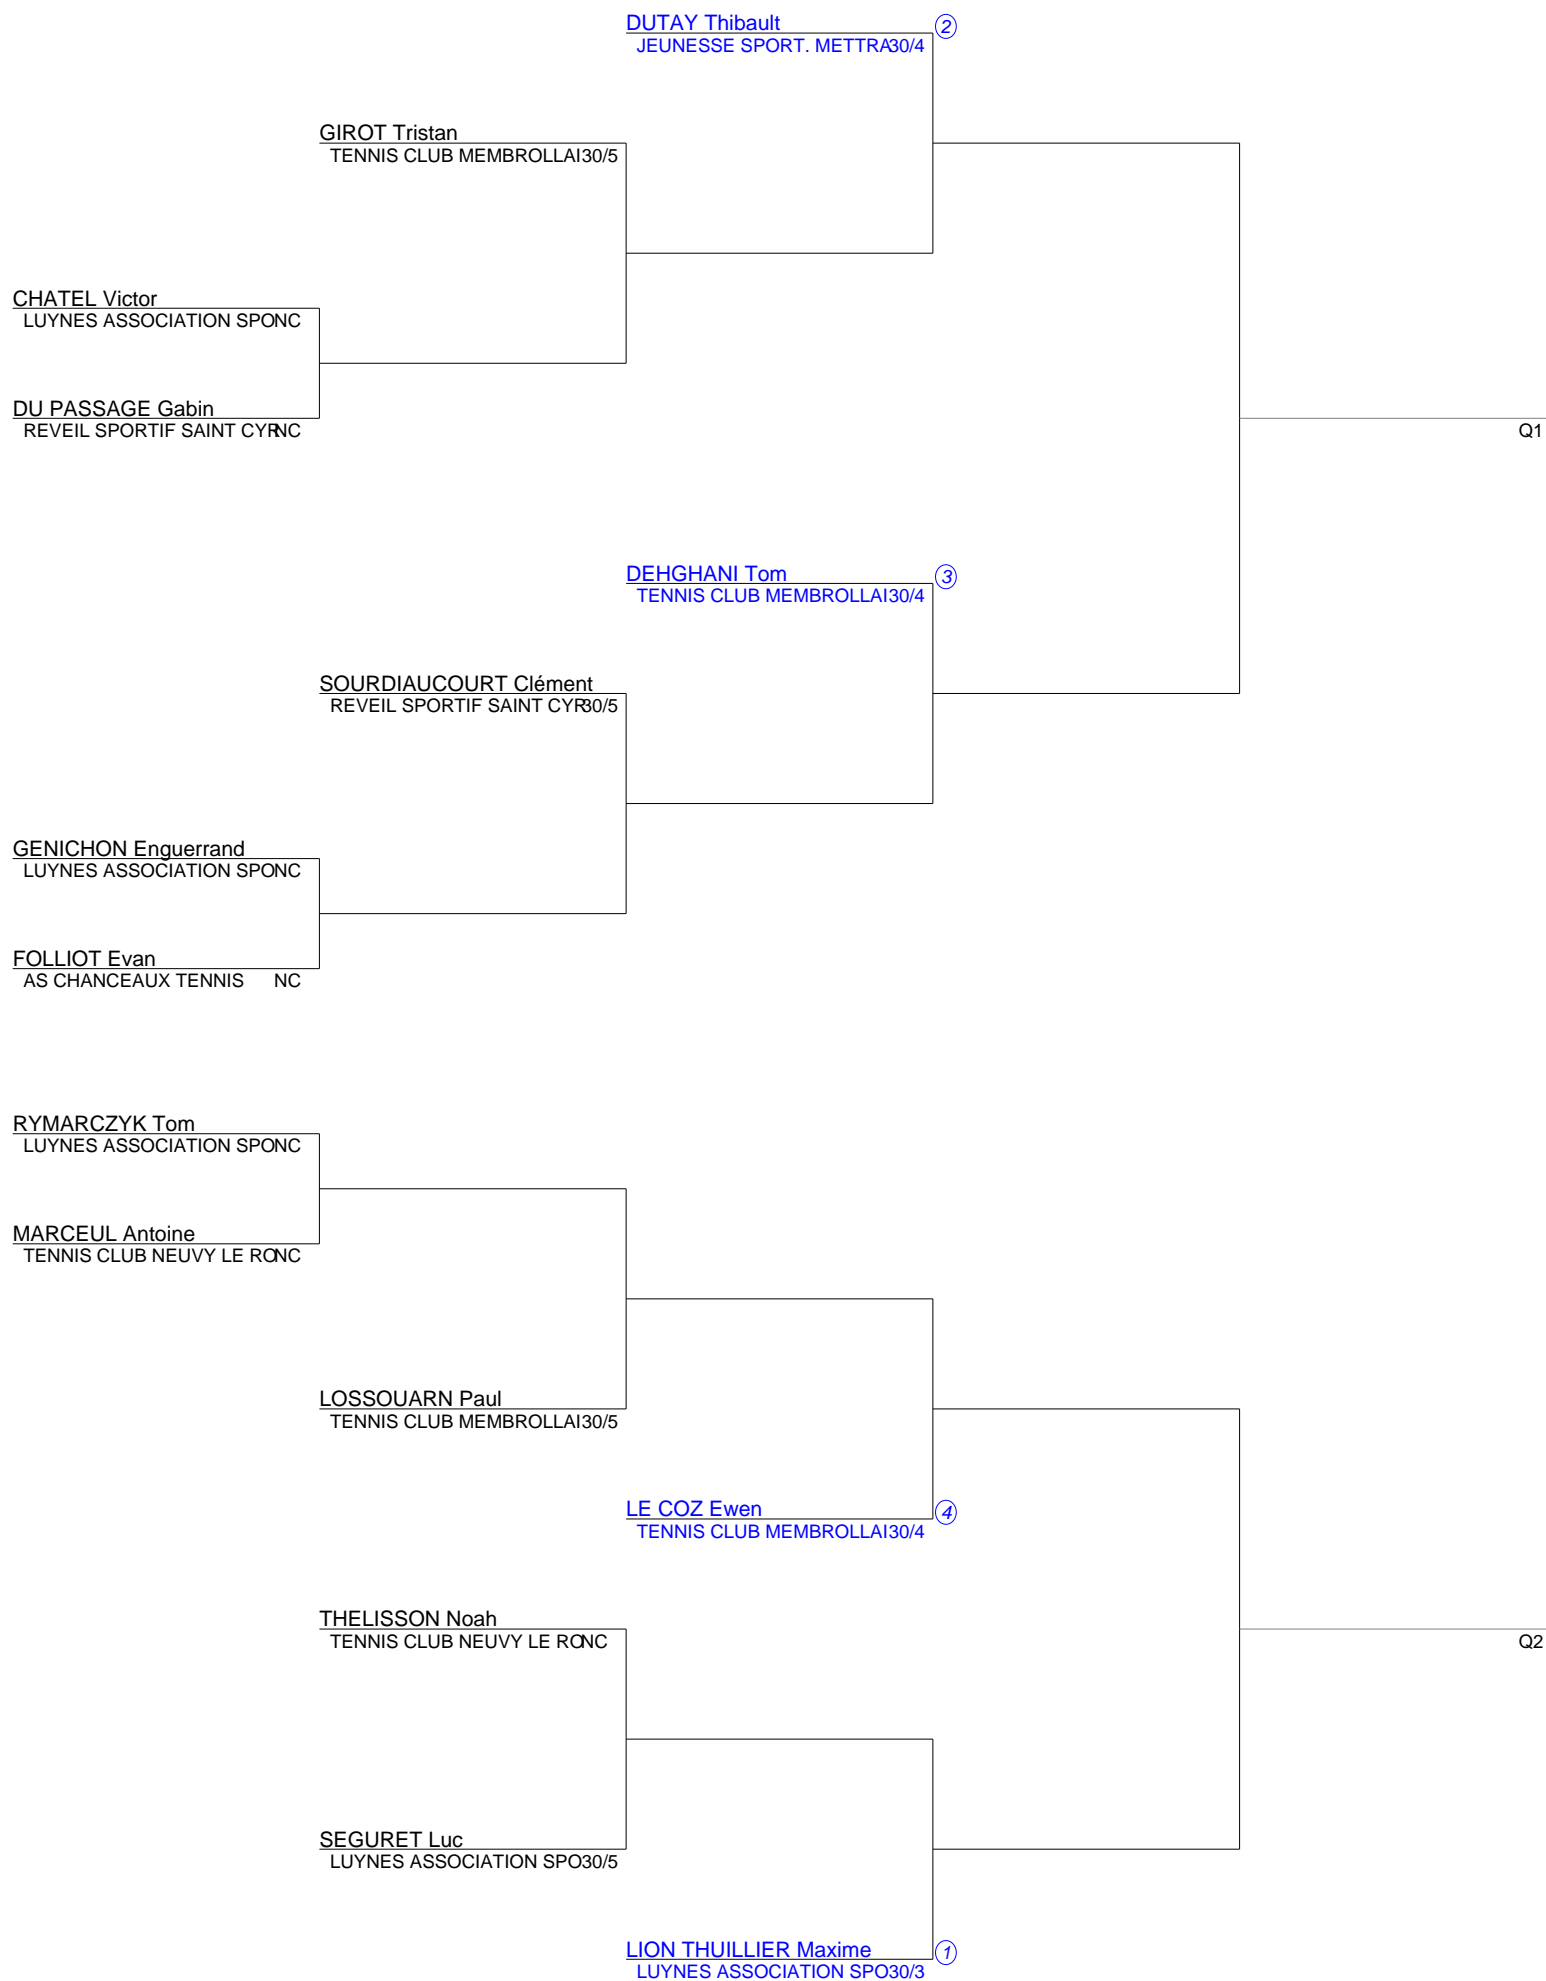 DUTAY Thibault 2
JEUNESSE SPORT. METTRA30/4
GIROT Tristan
TENNIS CLUB MEMBROLLAI30/5
CHATEL Victor
LUYNES ASSOCIATION SPONC
DU PASSAGE Gabin
REVEIL SPORTIF SAINT CYRNC
Q1
DEHGHANI Tom 3
TENNIS CLUB MEMBROLLAI30/4
SOURDIAUCOURT Clément
REVEIL SPORTIF SAINT CYR30/5
GENICHON Enguerrand
LUYNES ASSOCIATION SPONC
FOLLIOT Evan
AS CHANCEAUX TENNIS NC
RYMARCZYK Tom
LUYNES ASSOCIATION SPONC
MARCEUL Antoine
TENNIS CLUB NEUVY LE RONC
LOSSOUARN Paul
TENNIS CLUB MEMBROLLAI30/5
LE COZ Ewen 4
TENNIS CLUB MEMBROLLAI30/4
THELISSON Noah
TENNIS CLUB NEUVY LE RONC
Q2
SEGURET Luc
LUYNES ASSOCIATION SPO30/5
LION THUILLIER Maxime 1
LUYNES ASSOCIATION SPO30/3